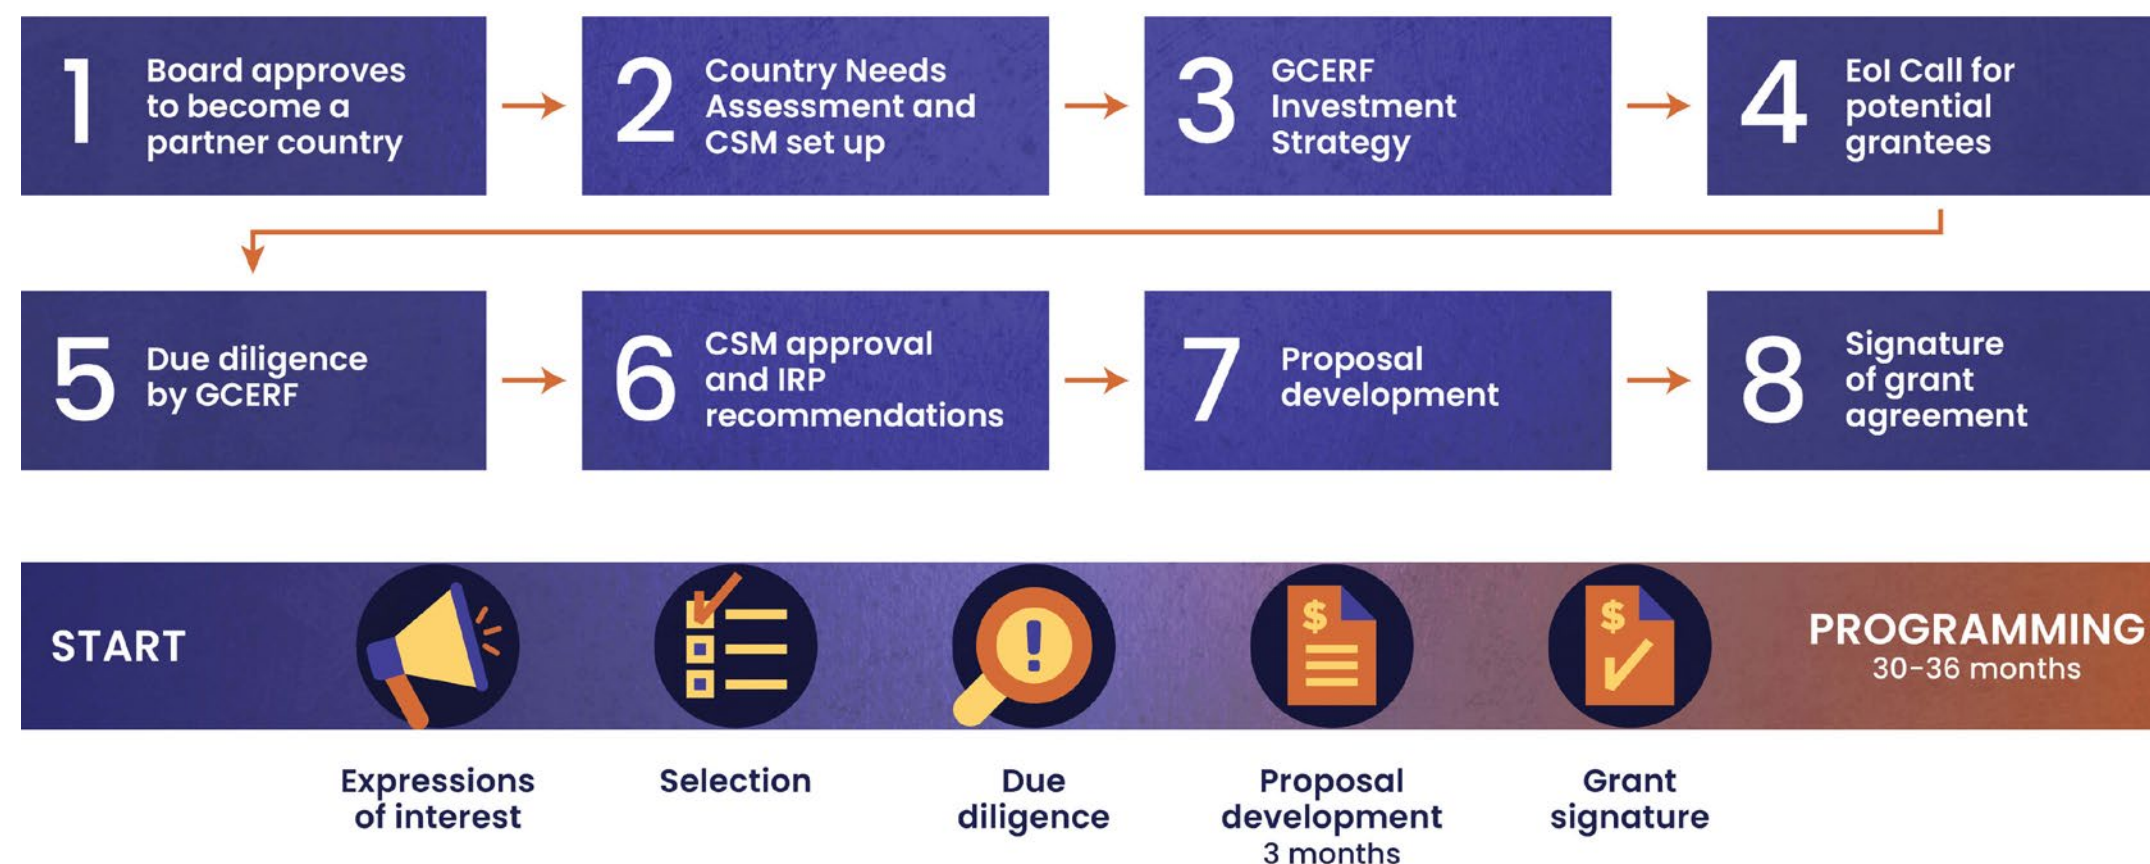 1
Board approves
to become a
partner country
2
Country Needs
Assessment and
CSM set up
3
GCERF
Investment
Strategy
4
EoI Call for
potential
grantees
5
Due diligence
by GCERF
6
CSM approval
and IRP
recommendations
7
Proposal
development
8
Signature
of grant
agreement
START
PROGRAMMING
30-36 months
Expressions
of interest
Selection
Due
diligence
Proposal
development
3 months
Grant
signature